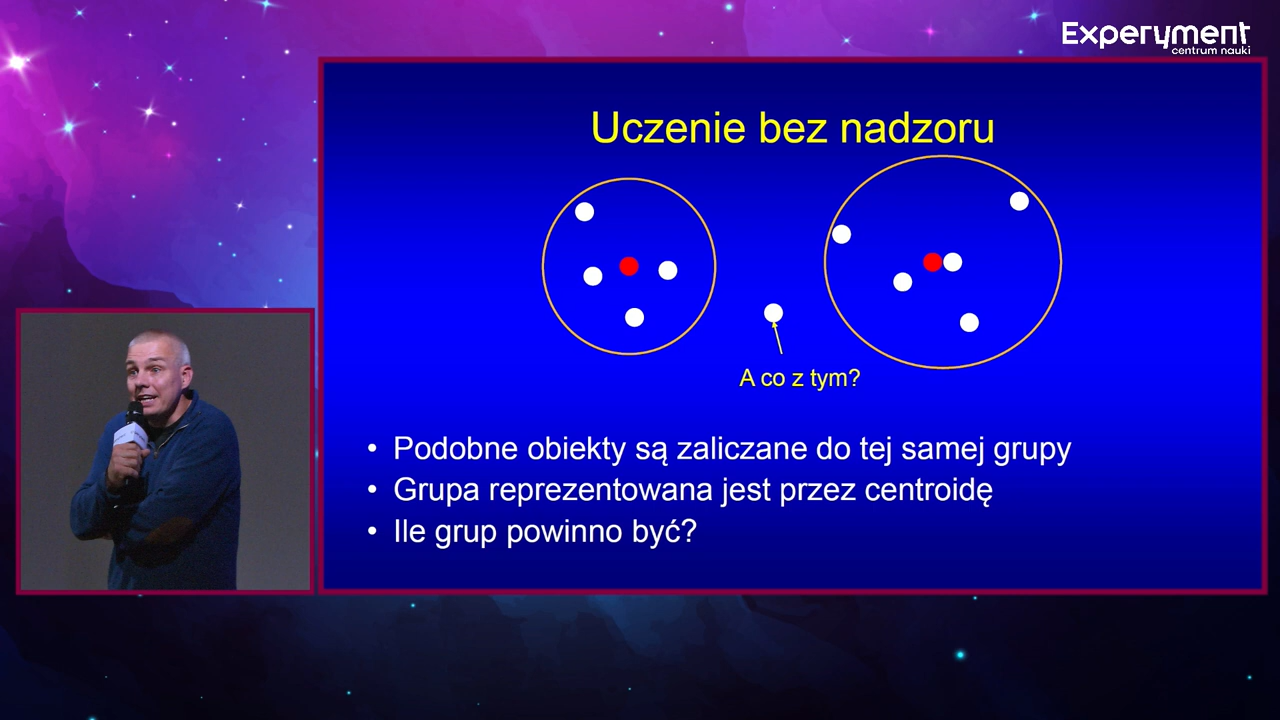 Experyment
centrum nauki
Uczenie bez nadzoru
A co z tym?
• Podobne obiekty są zaliczane do tej samej grupy
• Grupa reprezentowana jest przez centroidę
• Ile grup powinno być?